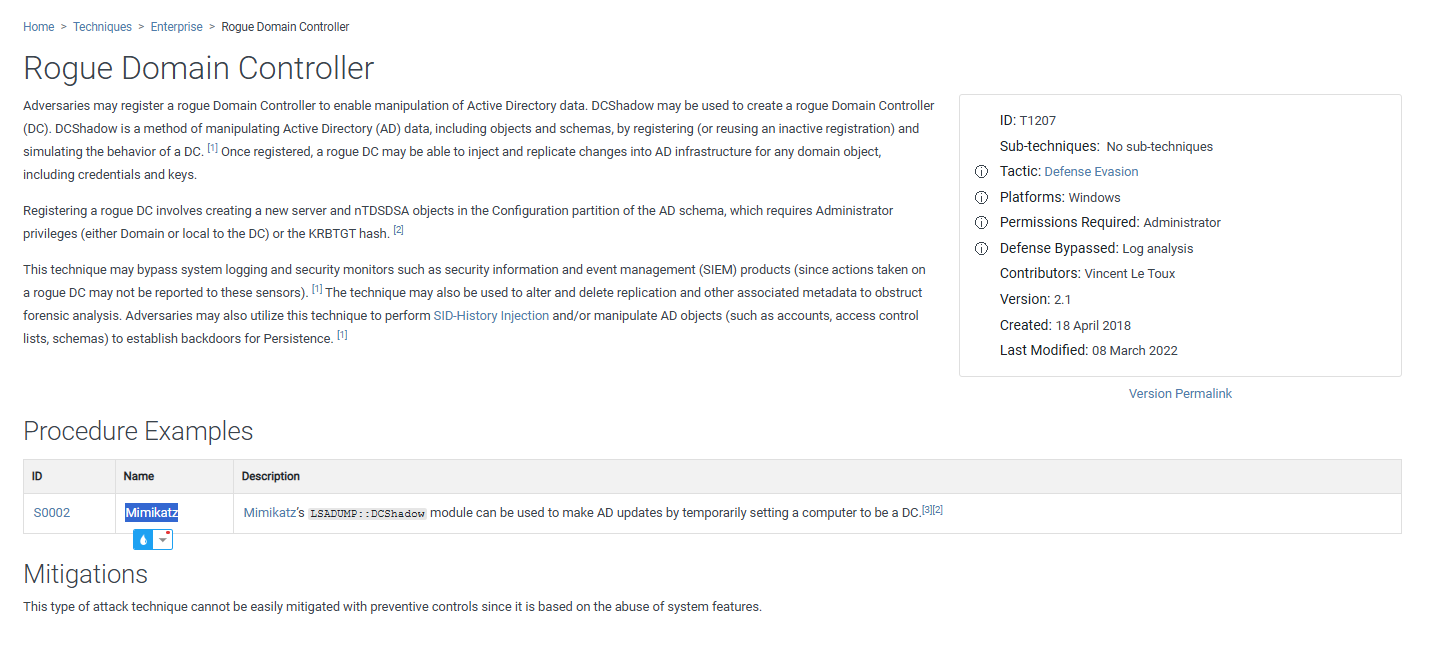 Home > Techniques > Enterprise > Rogue Domain Controller
Rogue Domain Controller
Adversaries may register a rogue Domain Controller to enable manipulation of Active Directory data. DCShadow may be used to create a rogue Domain Controller
(DC). DCShadow is a method of manipulating Active Directory (AD) data, including objects and schemas, by registering (or reusing an inactive registration) and
simulating the behavior of a DC. [1] Once registered, a rogue DC may be able to inject and replicate changes into AD infrastructure for any domain object,
including credentials and keys.
Registering a rogue DC involves creating a new server and nTDSDSA objects in the Configuration partition of the AD schema, which requires Administrator
privileges (either Domain or local to the DC) or the KRBTGT hash. [2]
This technique may bypass system logging and security monitors such as security information and event management (SIEM) products (since actions taken on
a rogue DC may not be reported to these sensors). [1] The technique may also be used to alter and delete replication and other associated metadata to obstruct
forensic analysis. Adversaries may also utilize this technique to perform SID-History Injection and/or manipulate AD objects (such as accounts, access control
lists, schemas) to establish backdoors for Persistence. [1]
ID: T1207
Sub-techniques: No sub-techniques
Tactic: Defense Evasion
Platforms: Windows
Permissions Required: Administrator
Defense Bypassed: Log analysis
Contributors: Vincent Le Toux
Version: 2.1
Created: 18 April 2018
Last Modified: 08 March 2022
Version Permalink
Procedure Examples
ID Name Description
S0002 Mimikatz Mimikatz's LSADUMP::DCShadow module can be used to make AD updates by temporarily setting a computer to be a DC.[3][2]
Mitigations
This type of attack technique cannot be easily mitigated with preventive controls since it is based on the abuse of system features.